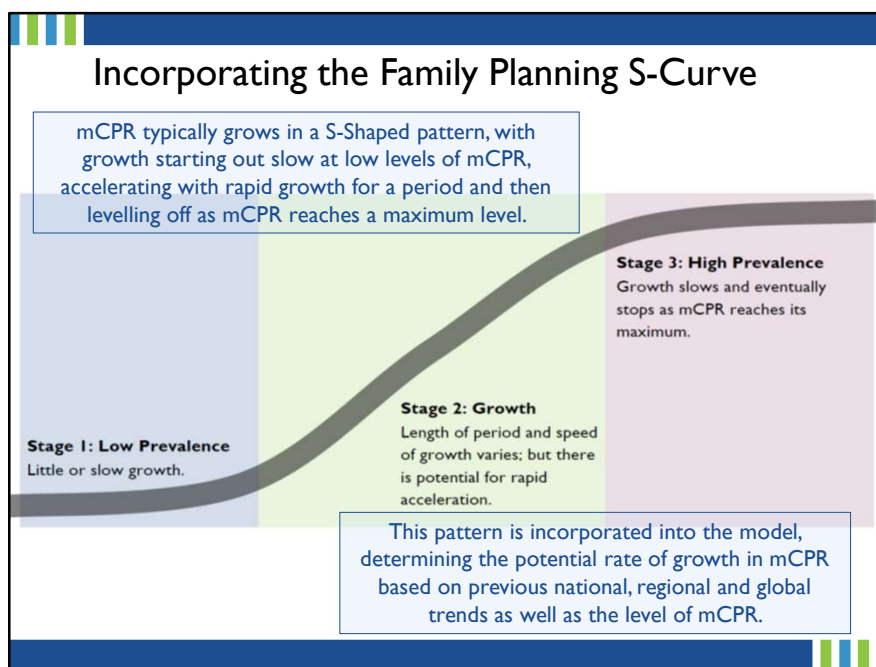 Incorporating the Family Planning S-Curve
mCPR typically grows in a S-Shaped pattern, with
growth starting out slow at low levels of mCPR,
accelerating with rapid growth for a period and then
levelling off as mCPR reaches a maximum level.
Stage 1: Low Prevalence
Little or slow growth.
Stage 2: Growth
Length of period and speed
of growth varies; but there
is potential for rapid
acceleration.
Stage 3: High Prevalence
Growth slows and eventually
stops as mCPR reaches its
maximum.
This pattern is incorporated into the model,
determining the potential rate of growth in mCPR
based on previous national, regional and global
trends as well as the level of mCPR.